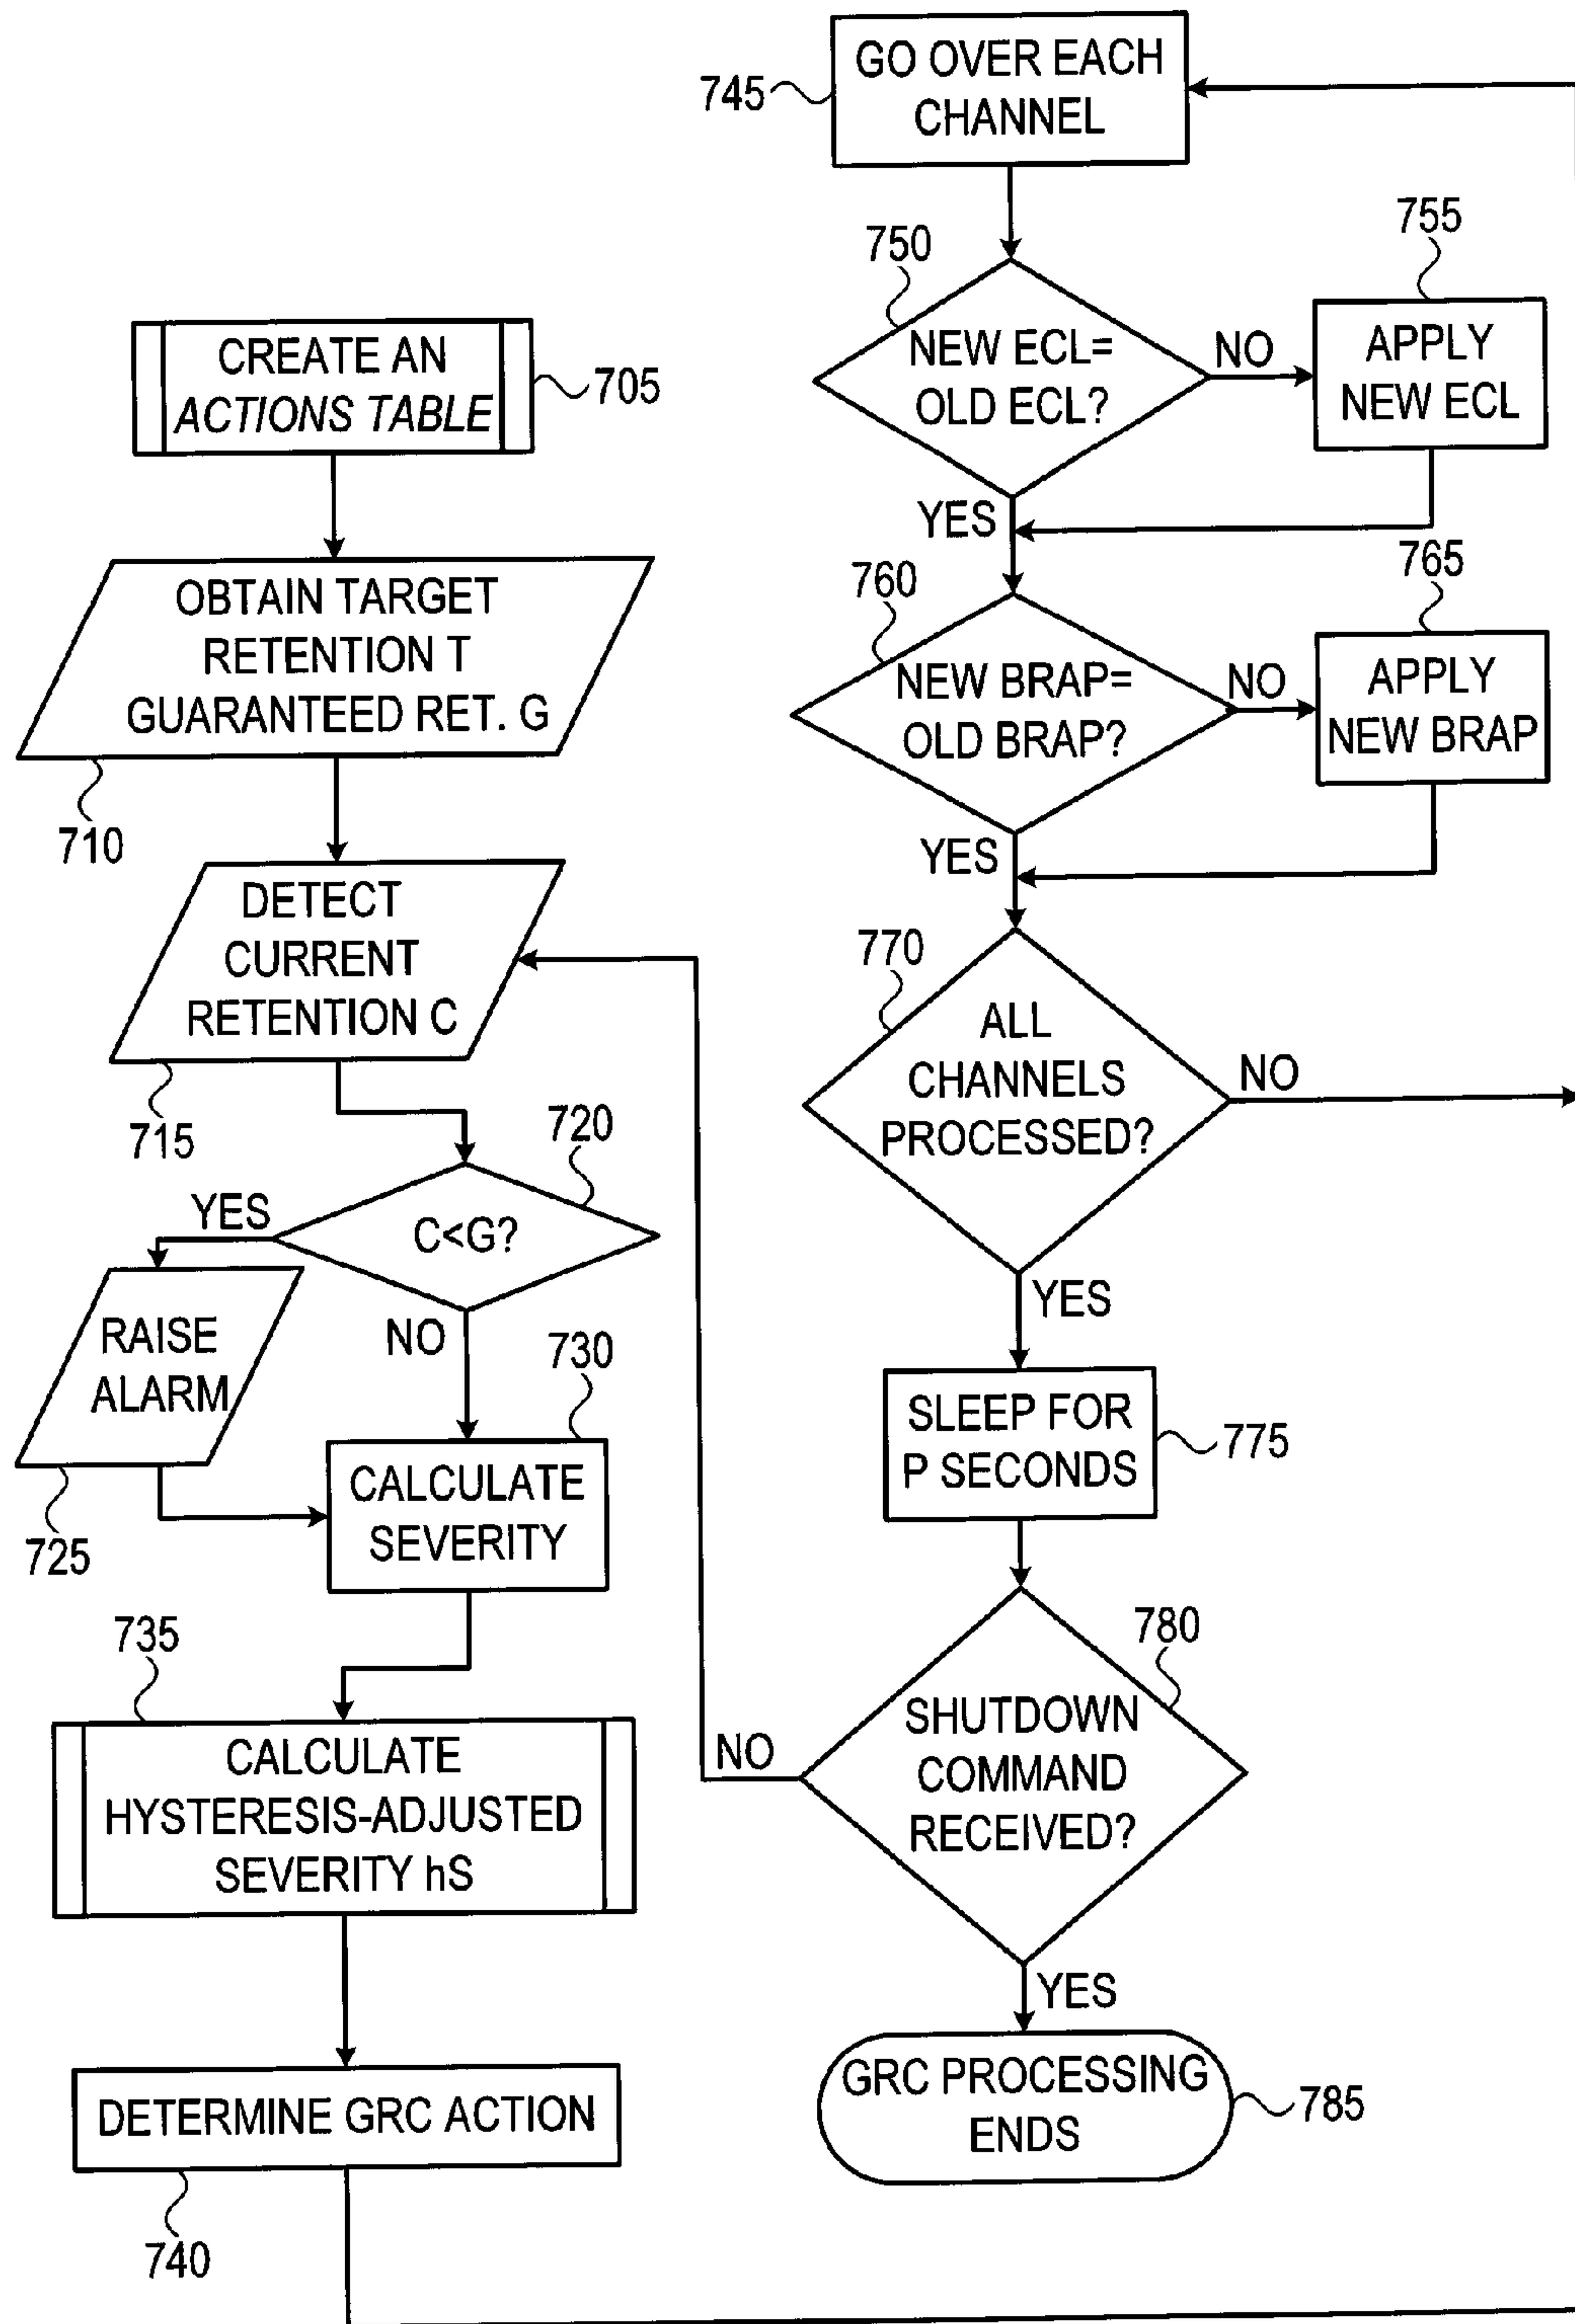 CREATE AN
ACTIONS TABLE
705
OBTAIN TARGET
RETENTION T
GUARANTEED RET. G
710
DETECT
CURRENT
RETENTION C
715
720
C<G?
YES
NO
RAISE
ALARM
725
730
CALCULATE
SEVERITY
735
CALCULATE
HYSTERESIS-ADJUSTED
SEVERITY hS
DETERMINE GRC ACTION
740
GO OVER EACH
CHANNEL
745
750
NEW ECL=
OLD ECL?
NO
YES
755
APPLY
NEW ECL
760
NEW BRAP=
OLD BRAP?
NO
YES
765
APPLY
NEW BRAP
770
ALL
CHANNELS
PROCESSED?
NO
YES
SLEEP FOR
P SECONDS
775
780
SHUTDOWN
COMMAND
RECEIVED?
NO
YES
GRC PROCESSING
ENDS
785